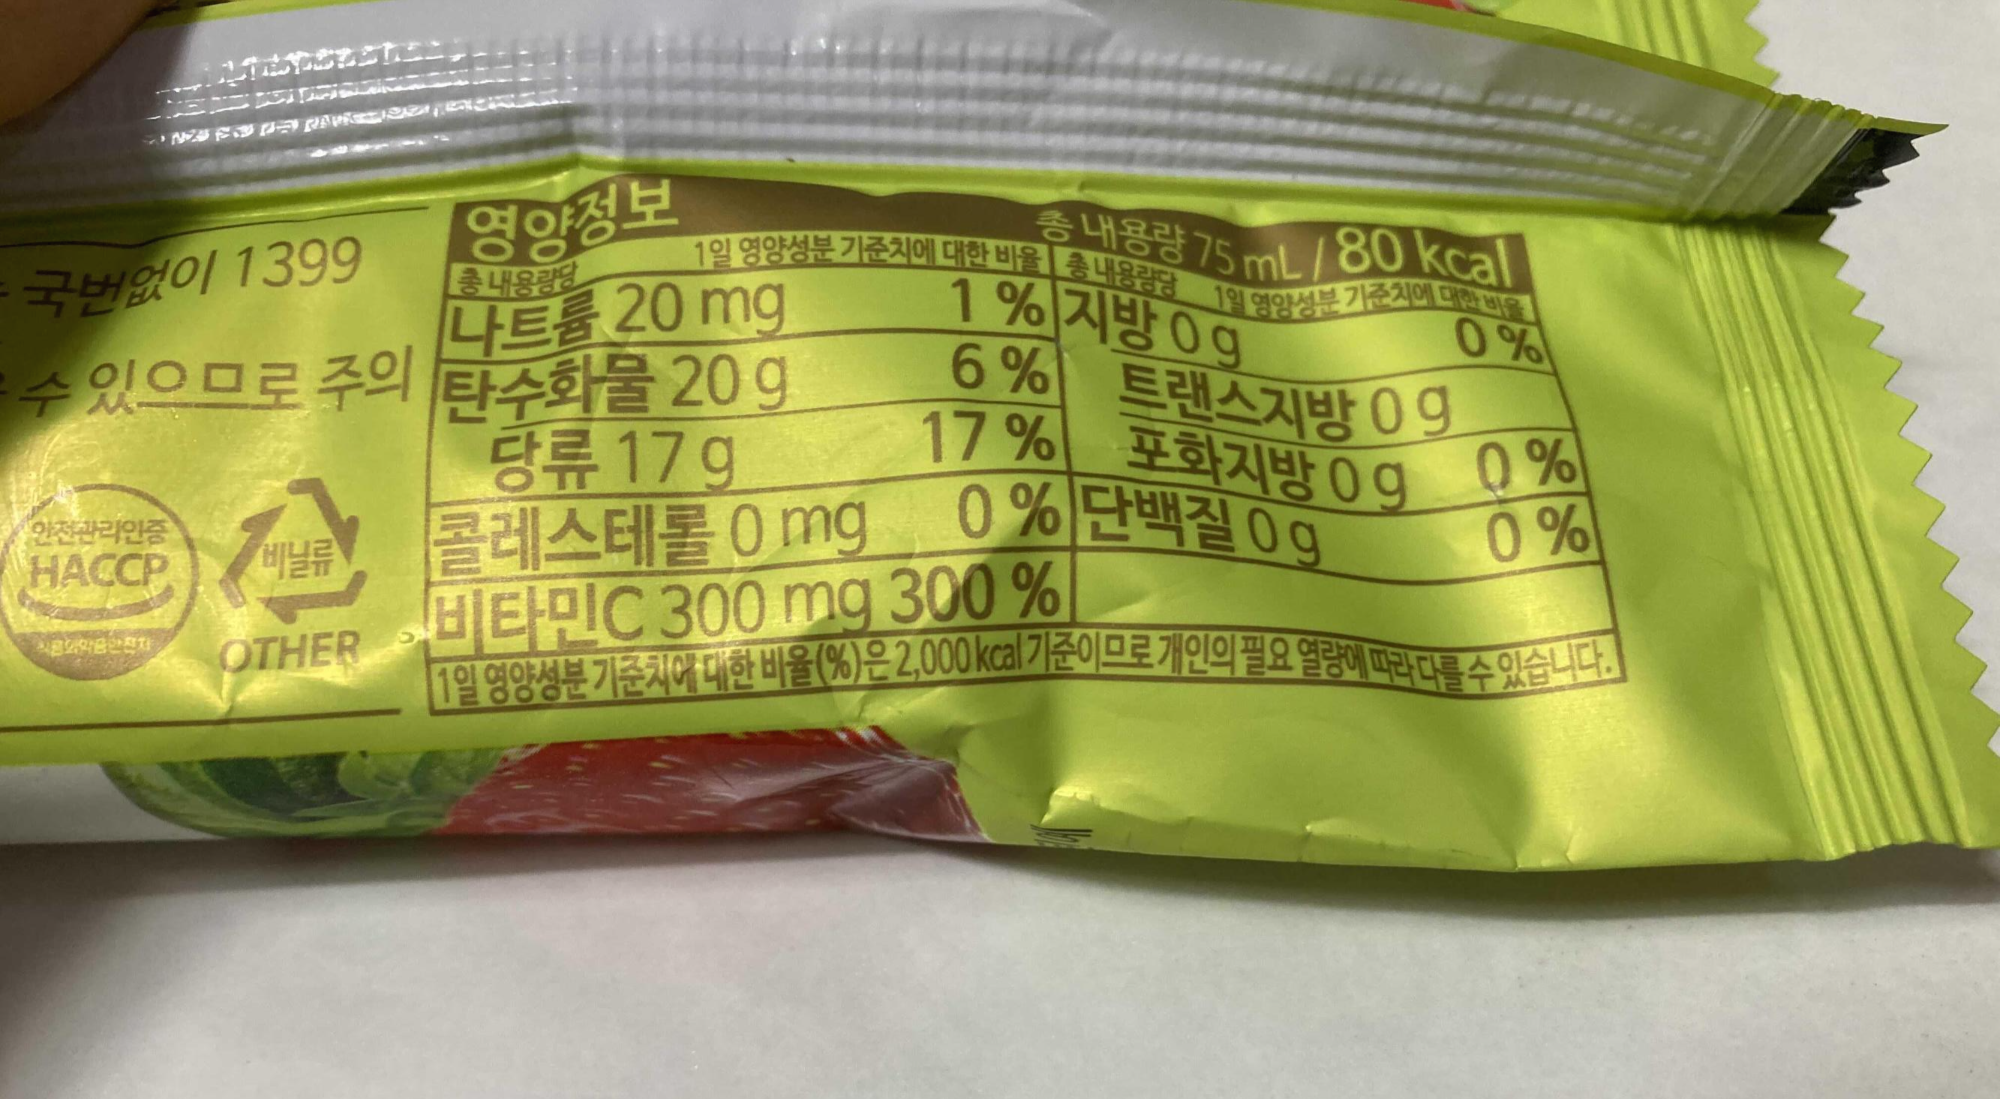 국번없이 1399
수 있으므로 주의
안전관리인증
HACCP
식품의약품안전처
비닐류
OTHER
영양정보
총 내용량 75 mL / 80 kcal
총 내용량당 1일 영양성분 기준치에 대한 비율
나트륨 20 mg 1 %
탄수화물 20 g 6 %
당류 17 g 17 %
콜레스테롤 0 mg 0 %
비타민C 300 mg 300 %
총 내용량당 1일 영양성분 기준치에 대한 비율
지방 0 g 0 %
트랜스지방 0 g
포화지방 0 g 0 %
단백질 0 g 0 %
1일 영양성분 기준치에 대한 비율(%)은 2,000 kcal 기준이므로 개인의 필요 열량에 따라 다를 수 있습니다.